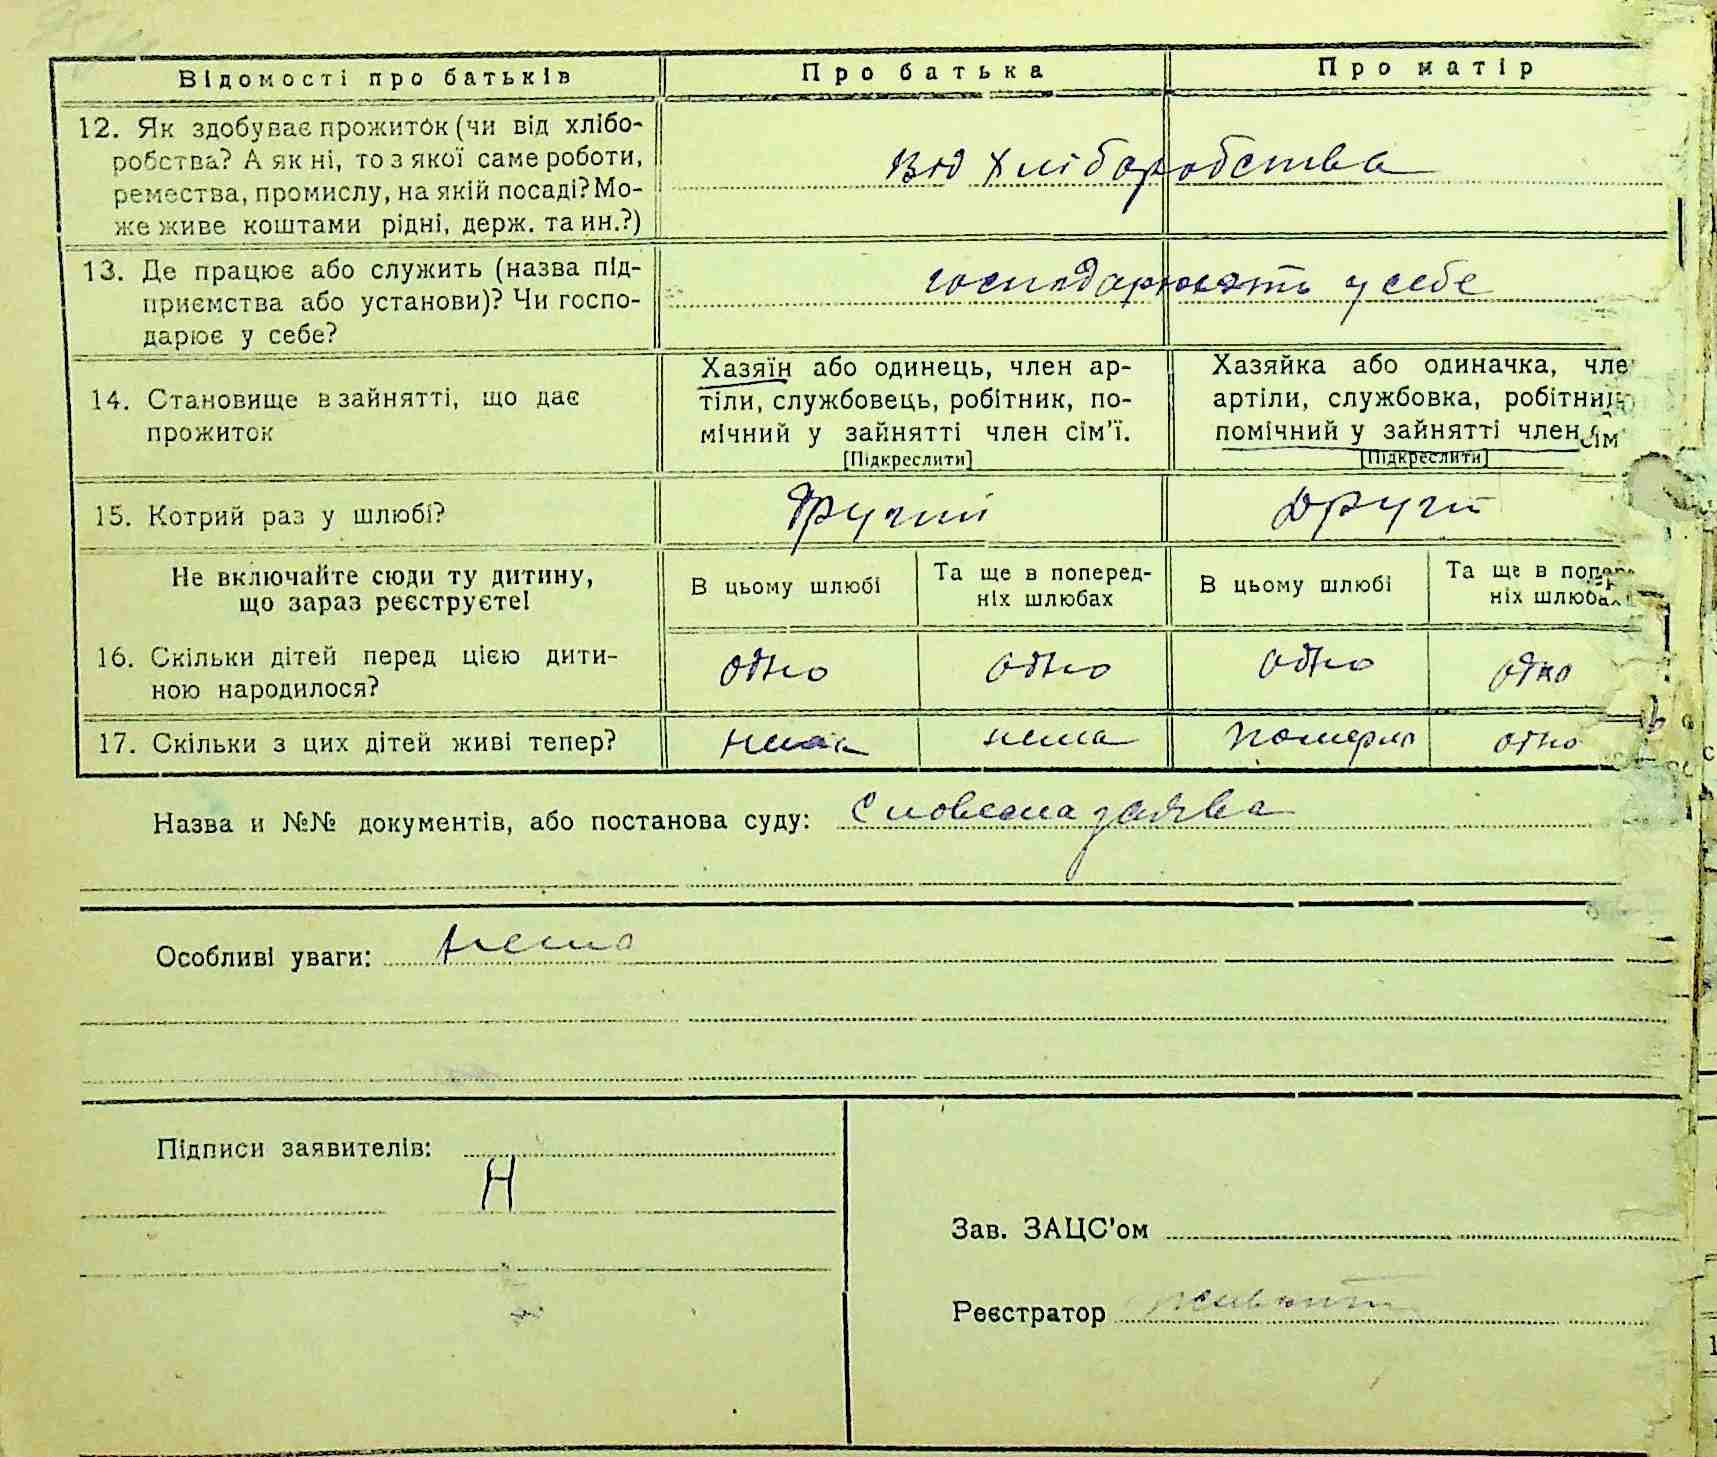 Відомості про батьків
Про батька
Про матір
12. Як здобуває прожиток (чи від хлібо-
робства? А як ні, то з якої саме роботи,
ремества, промислу, на якій посаді? Мо-
же живе коштами рідні, держ. та ин.?)
від хліборобства
13. Де працює або служить (назва під-
приємства або установи)? Чи госпо-
дарює у себе?
господарюють у себе
14. Становище в зайнятті, що дає
прожиток
Хазяїн або одинець, член ар-
тіли, службовець, робітник, по-
мічний у зайнятті член сім'ї.
[Підкреслити]
Хазяйка або одиначка, чле
артіли, службовка, робітниц
помічний у зайнятті член сім'
[Підкреслити]
15. Котрий раз у шлюбі?
Другий
Другий
Не включайте сюди ту дитину,
що зараз реєструєте!
В цьому шлюбі
Та ще в поперед-
ніх шлюбах
В цьому шлюбі
Та ще в попере
ніх шлюбах
16. Скільки дітей перед цією дити-
ною народилося?
одно
одно
одно
одно
17. Скільки з цих дітей живі тепер?
нема
нема
померло
одно
Назва и №№ документів, або постанова суду: Словесна заява
Особливі уваги: нема
Підписи заявителів:
Н
Зав. ЗАЦС'ом
Реєстратор